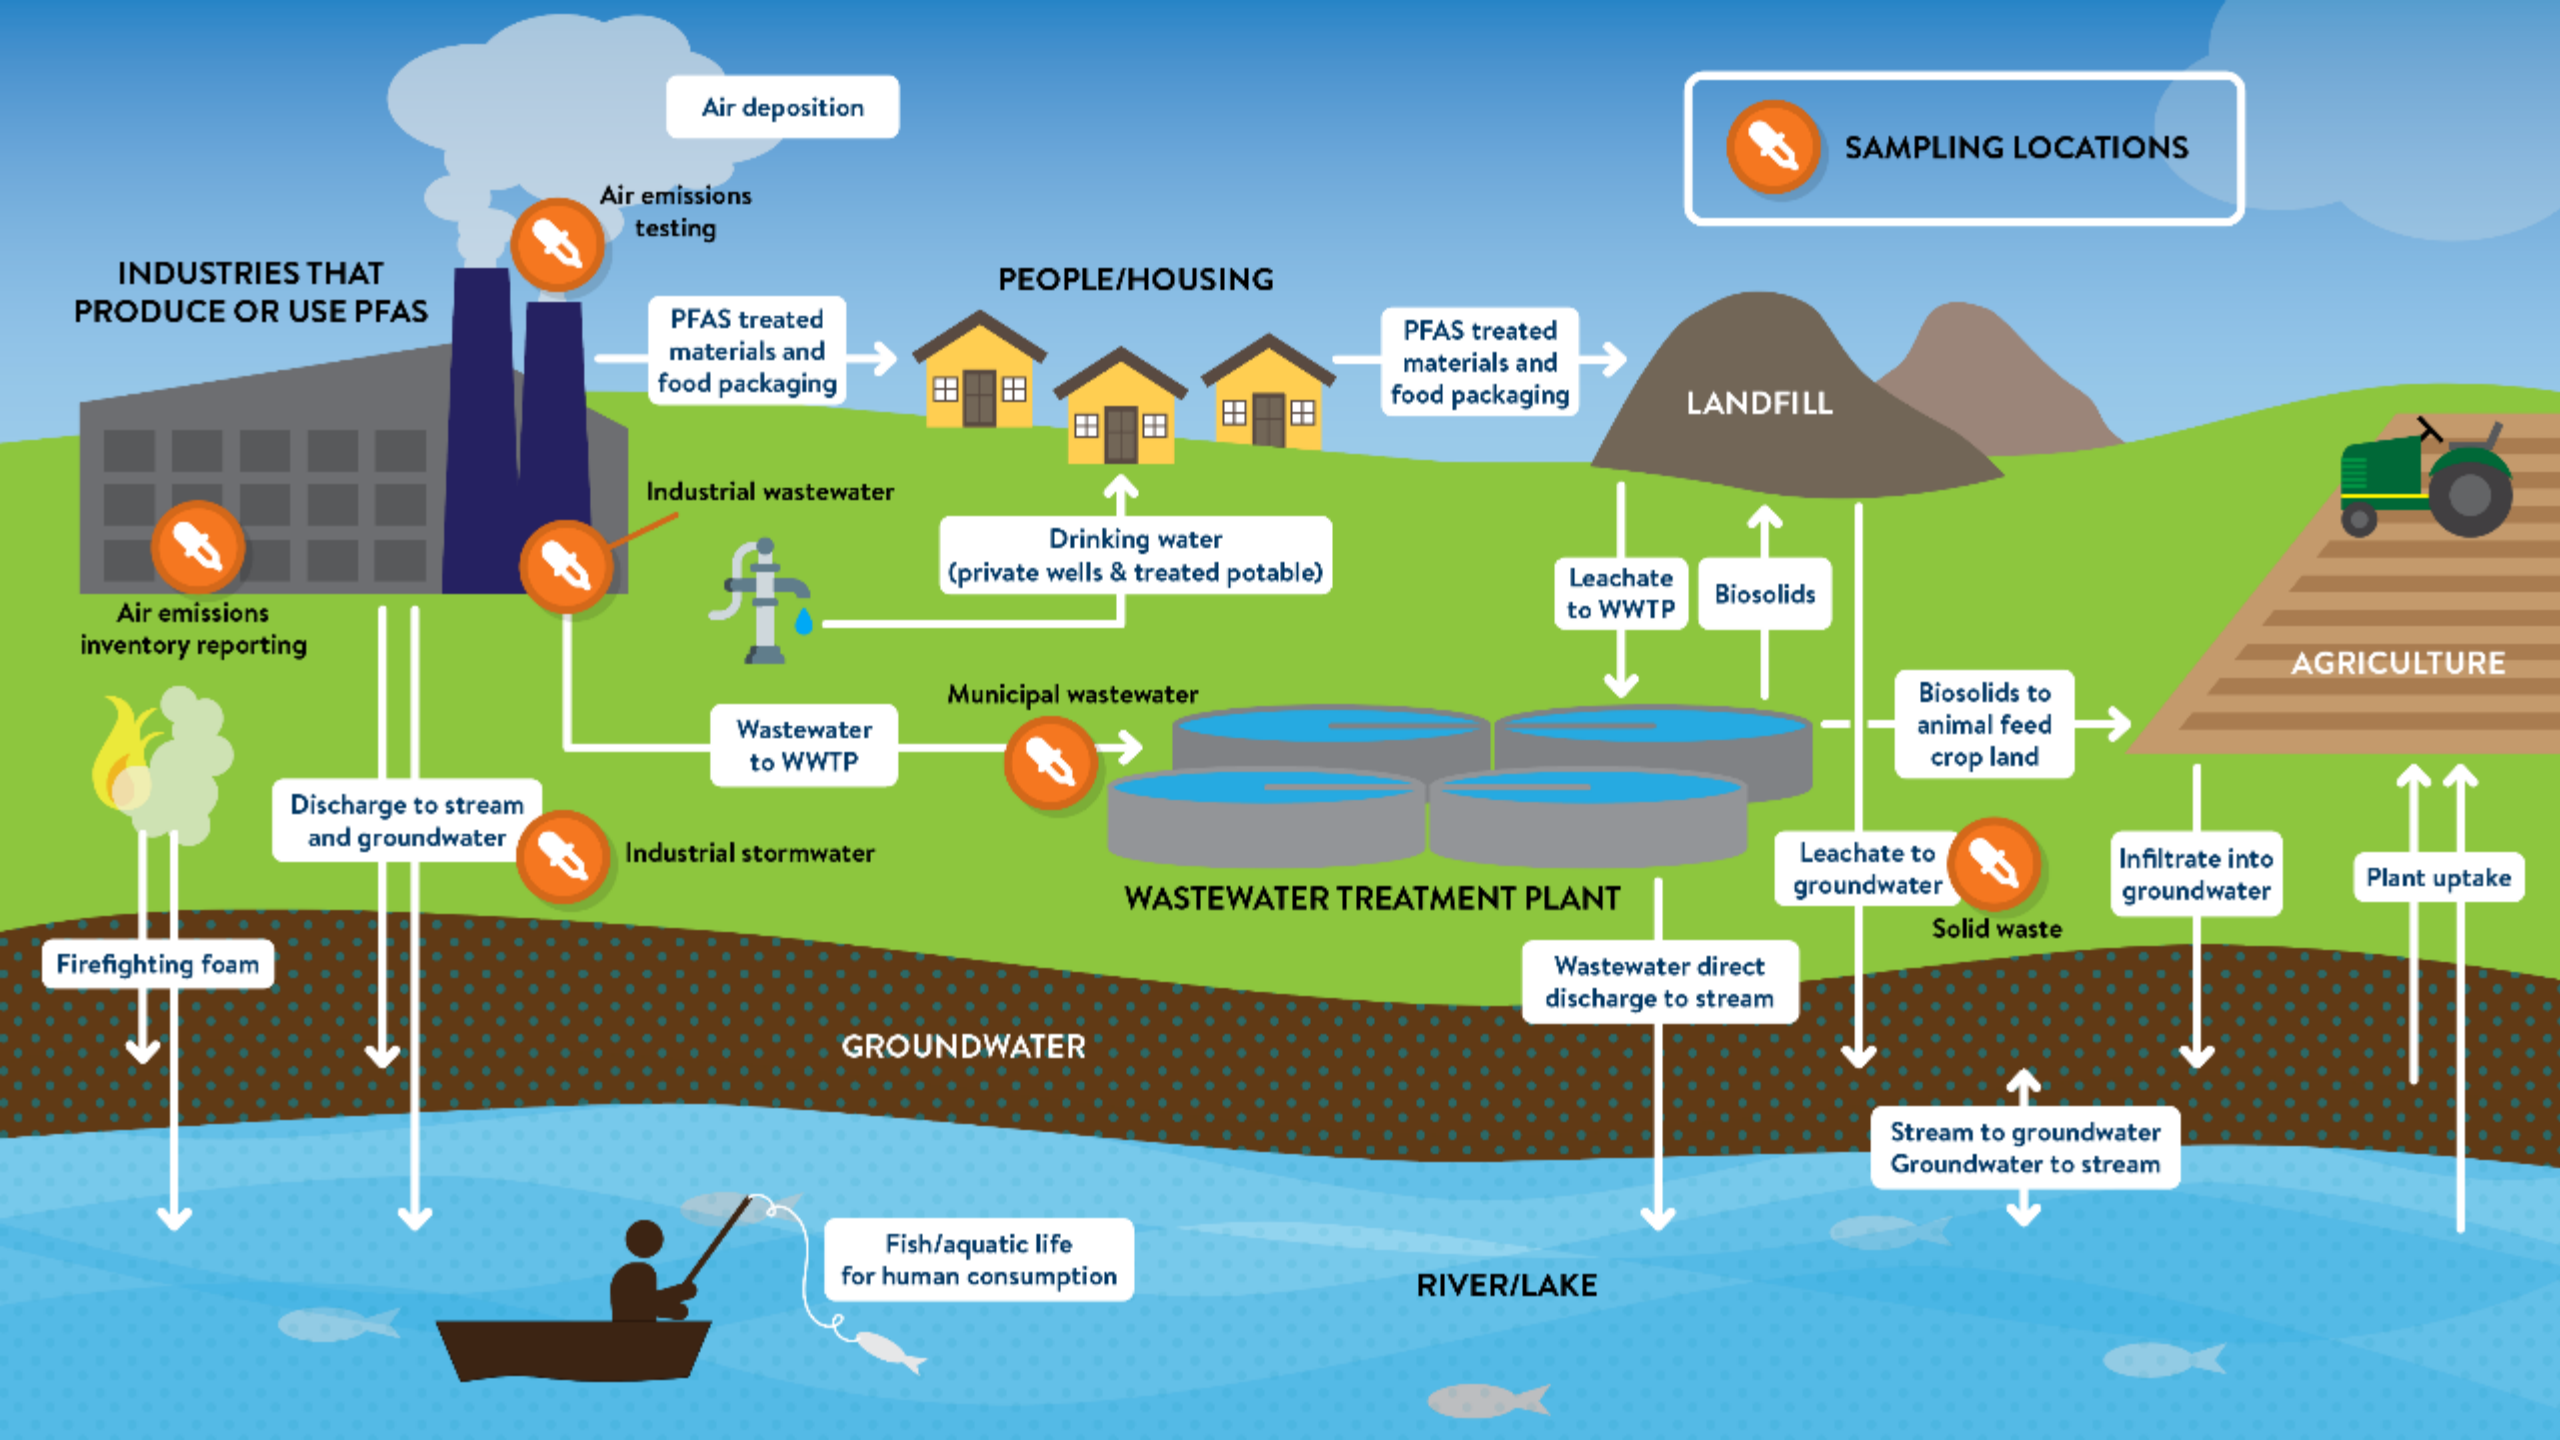 Air deposition
SAMPLING LOCATIONS
Air emissions
testing
INDUSTRIES THAT
PRODUCE OR USE PFAS
PEOPLE/HOUSING
PFAS treated
materials and
food packaging
PFAS treated
materials and
food packaging
LANDFILL
Industrial wastewater
Drinking water
(private wells & treated potable)
Leachate
to WWTP
Biosolids
Air emissions
inventory reporting
AGRICULTURE
Municipal wastewater
Biosolids to
animal feed
crop land
Wastewater
to WWTP
Discharge to stream
and groundwater
Industrial stormwater
Leachate to
groundwater
Solid waste
Infiltrate into
groundwater
Plant uptake
WASTEWATER TREATMENT PLANT
Firefighting foam
Wastewater direct
discharge to stream
GROUNDWATER
Stream to groundwater
Groundwater to stream
Fish/aquatic life
for human consumption
RIVER/LAKE